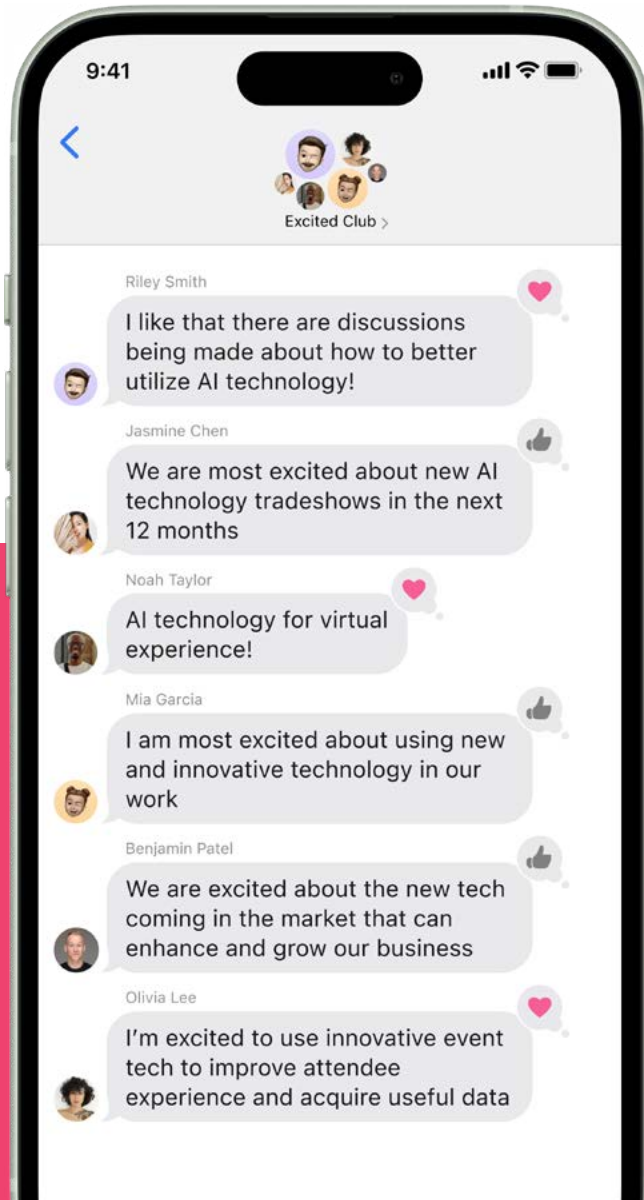 9:41
Excited Club >
Riley Smith
I like that there are discussions
being made about how to better
utilize AI technology!
Jasmine Chen
We are most excited about new AI
technology tradeshows in the next
12 months
Noah Taylor
AI technology for virtual
experience!
Mia Garcia
I am most excited about using new
and innovative technology in our
work
Benjamin Patel
We are excited about the new tech
coming in the market that can
enhance and grow our business
Olivia Lee
I’m excited to use innovative event
tech to improve attendee
experience and acquire useful data